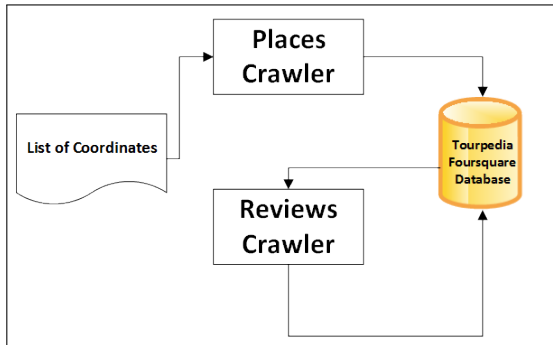 Places
Crawler
List of Coordinates
Tourpedia
Foursquare
Database
Reviews
Crawler